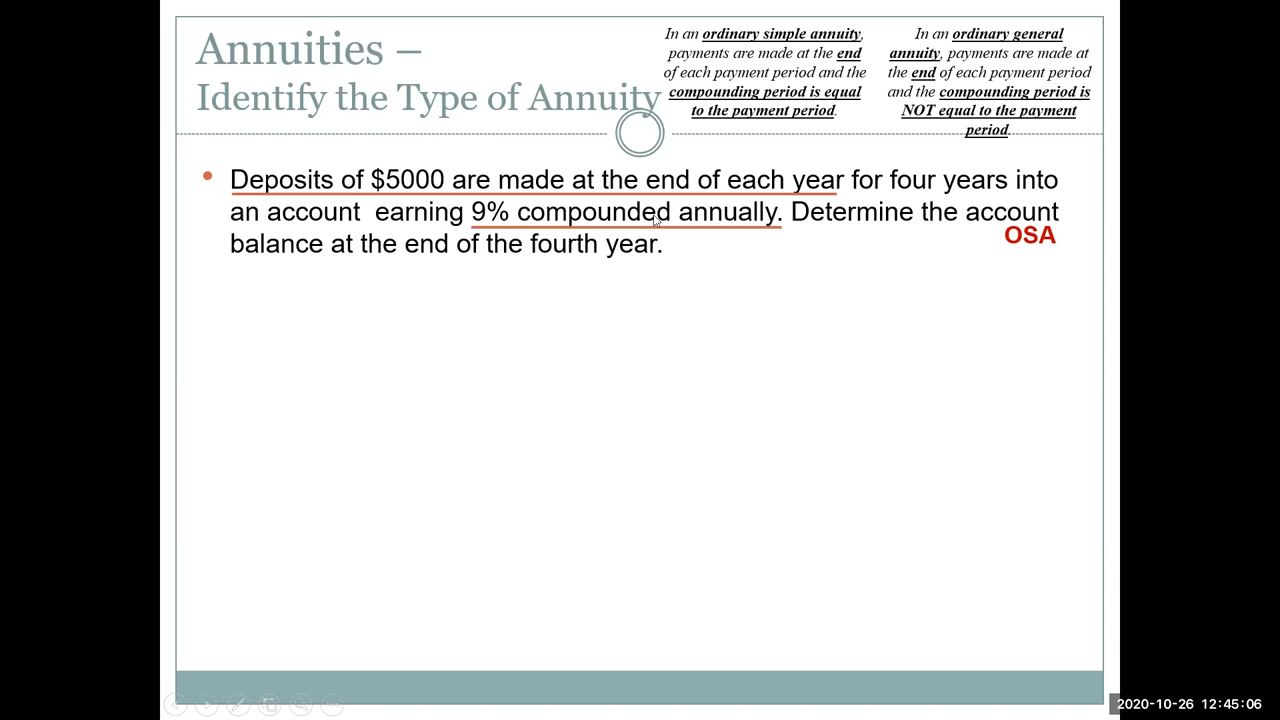 Annuities –
Identify the Type of Annuity
In an ordinary simple annuity,
payments are made at the end
of each payment period and the
compounding period is equal
to the payment period.
In an ordinary general
annuity, payments are made at
the end of each payment period
and the compounding period is
NOT equal to the payment
period.
• Deposits of $5000 are made at the end of each year for four years into
an account earning 9% compounded annually. Determine the account
balance at the end of the fourth year.
OSA
2020-10-26 12:45:06